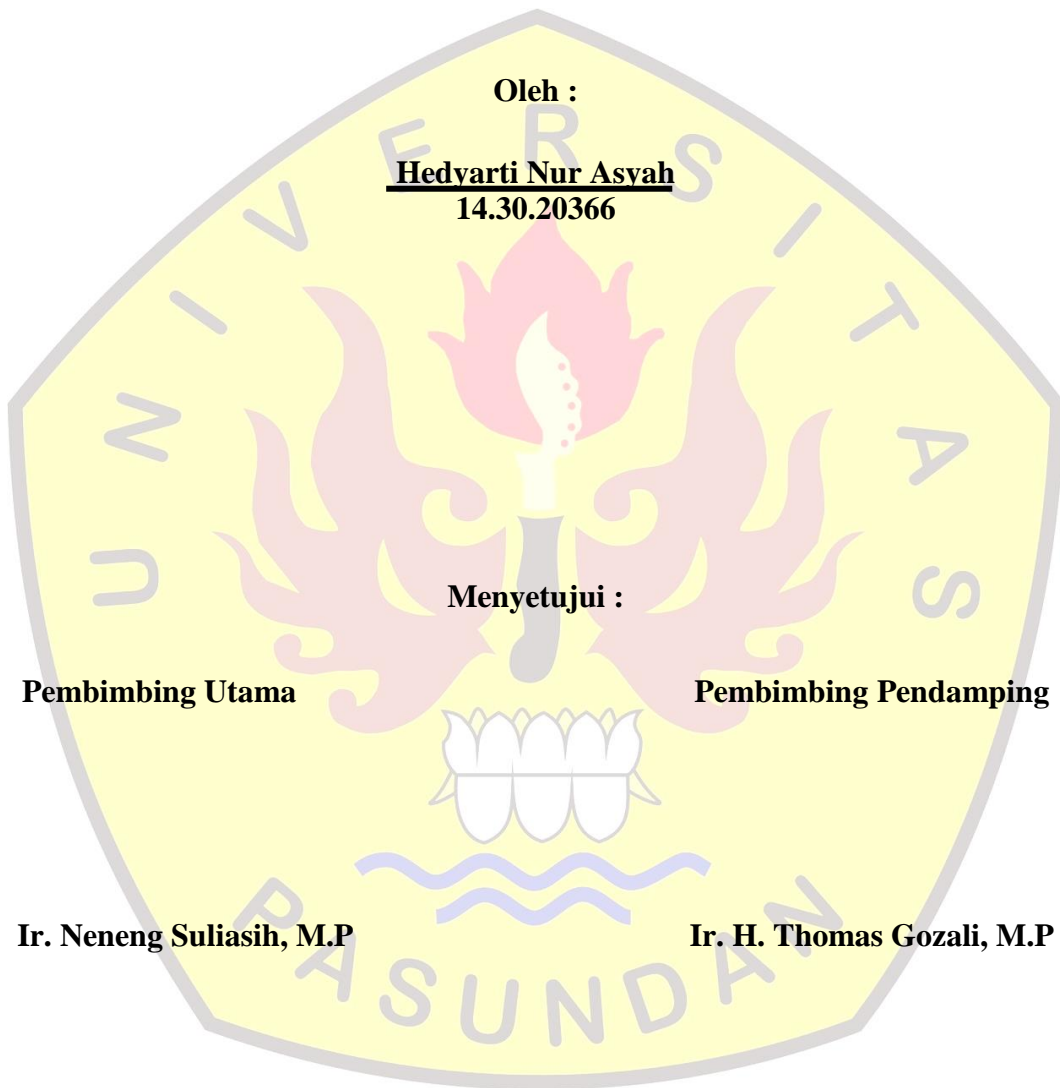 Oleh :
Hedyarti Nur Asyah
14.30.20366
Menyetujui :
Pembimbing Utama Pembimbing Pendamping
Ir. Neneng Suliasih, M.P Ir. H. Thomas Gozali, M.P
UNIVERSITAS
PASUNDAN